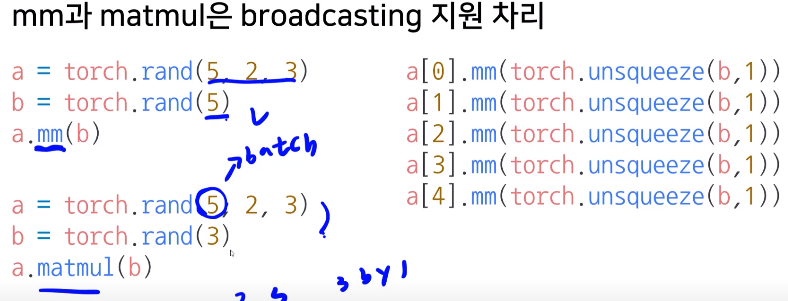 mm과 matmul은 broadcasting 지원 차리
a = torch.rand(5, 2, 3)
b = torch.rand(5)
a.mm(b)
batch
a = torch.rand(5, 2, 3)
b = torch.rand(3)
a.matmul(b)
3 by 1
a[0].mm(torch.unsqueeze(b,1))
a[1].mm(torch.unsqueeze(b,1))
a[2].mm(torch.unsqueeze(b,1))
a[3].mm(torch.unsqueeze(b,1))
a[4].mm(torch.unsqueeze(b,1))